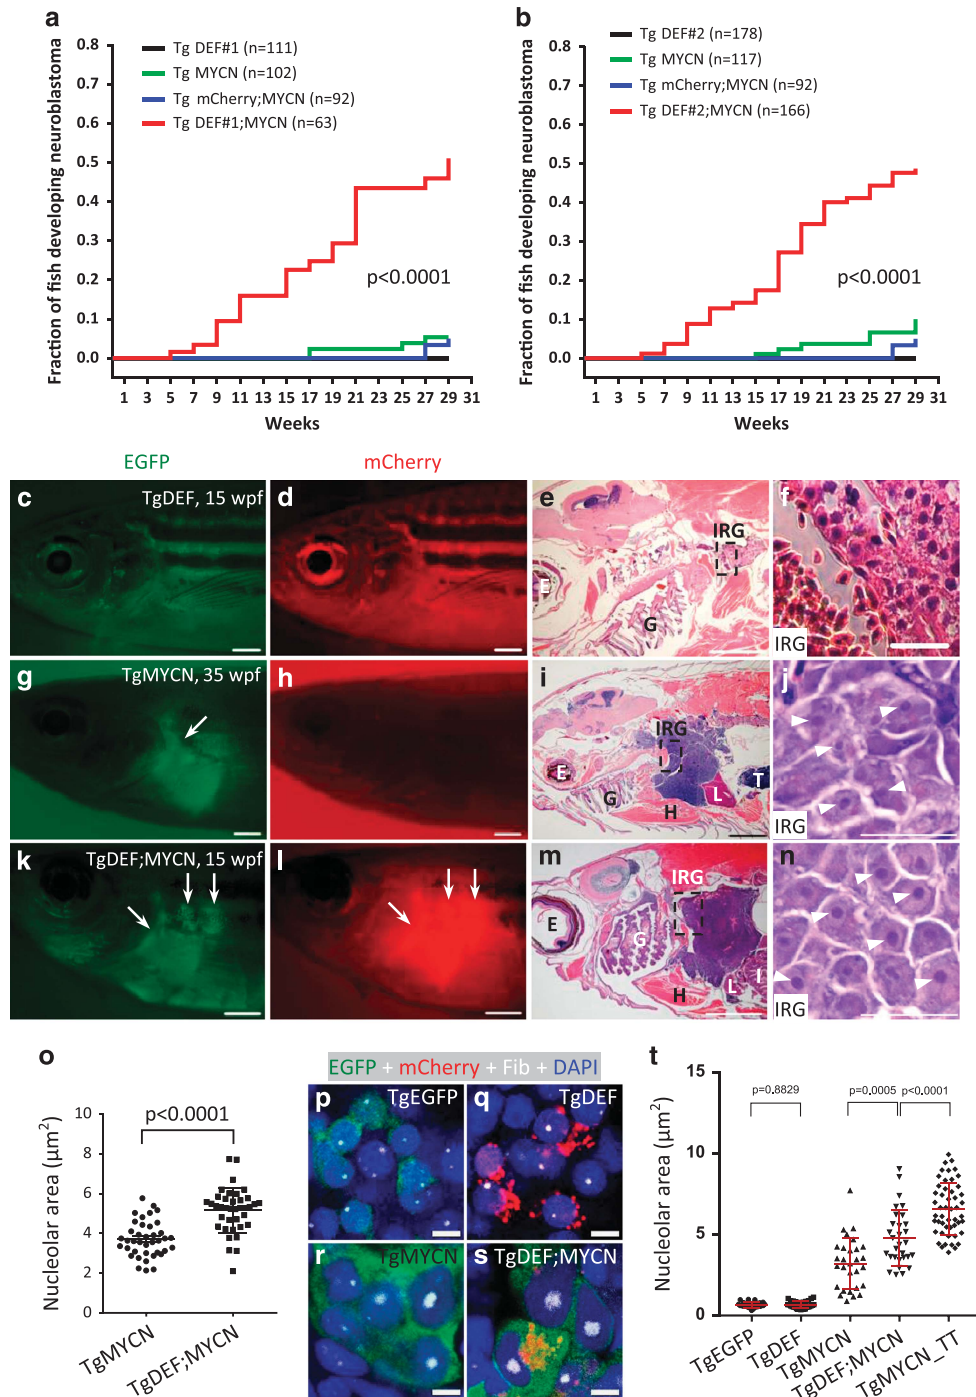 a
Fraction of fish developing neuroblastoma
0.8
0.7
0.6
0.5
0.4
0.3
0.2
0.1
0.0
Tg DEF#1 (n=111)
Tg MYCN (n=102)
Tg mCherry;MYCN (n=92)
Tg DEF#1;MYCN (n=63)
p<0.0001
1 3 5 7 9 11 13 15 17 19 21 23 25 27 29 31
Weeks
b
Fraction of fish developing neuroblastoma
0.8
0.7
0.6
0.5
0.4
0.3
0.2
0.1
0.0
Tg DEF#2 (n=178)
Tg MYCN (n=117)
Tg mCherry;MYCN (n=92)
Tg DEF#2;MYCN (n=166)
p<0.0001
1 3 5 7 9 11 13 15 17 19 21 23 25 27 29 31
Weeks
EGFP
mCherry
c TgDEF, 15 wpf
d
e IRG E G
f IRG
g TgMYCN, 35 wpf
h
i IRG E G H L T
j IRG
k TgDEF;MYCN, 15 wpf
l
m IRG E G H L I
n IRG
o
Nucleolar area (µm²)
10
8
6
4
2
0
p<0.0001
TgMYCN
TgDEF;MYCN
EGFP + mCherry + Fib + DAPI
p TgEGFP
q TgDEF
r TgMYCN
s TgDEF;MYCN
t
Nucleolar area (µm²)
15
10
5
0
p=0.8829
p=0.0005
p<0.0001
TgEGFP
TgDEF
TgMYCN
TgDEF;MYCN
TgMYCN_TT